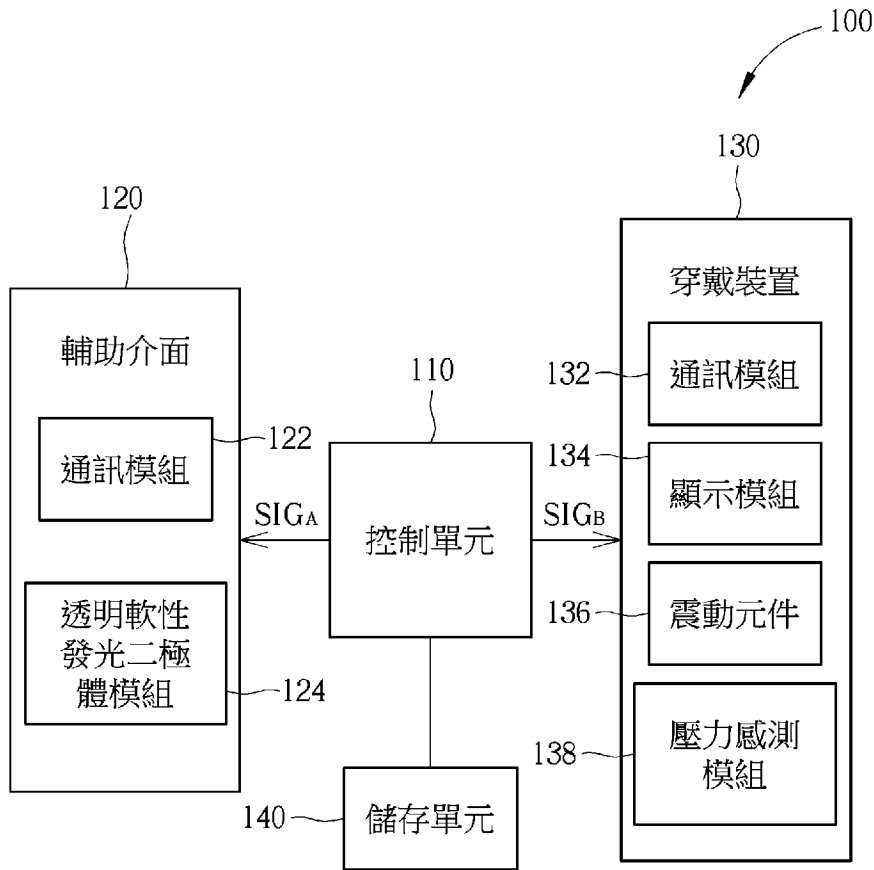 100
130
120
穿戴裝置
輔助介面
110
132
通訊模組
122
通訊模組
134
顯示模組
SIGA
控制單元
SIGB
透明軟性
發光二極
體模組
124
136
震動元件
138
壓力感測
模組
140
儲存單元